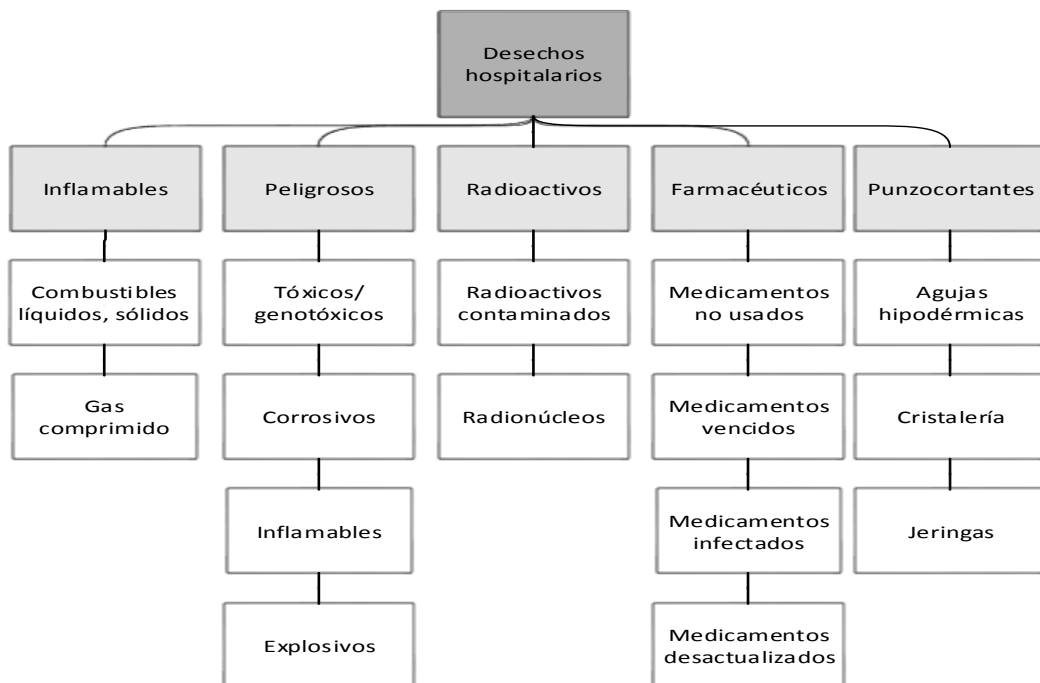 Desechos
hospitalarios
Inflamables
Peligrosos
Radioactivos
Farmacéuticos
Punzocortantes
Combustibles
líquidos, sólidos
Tóxicos/
genotóxicos
Radioactivos
contaminados
Medicamentos
no usados
Agujas
hipodérmicas
Gas
comprimido
Corrosivos
Radionúcleos
Medicamentos
vencidos
Cristalería
Inflamables
Medicamentos
infectados
Jeringas
Explosivos
Medicamentos
desactualizados